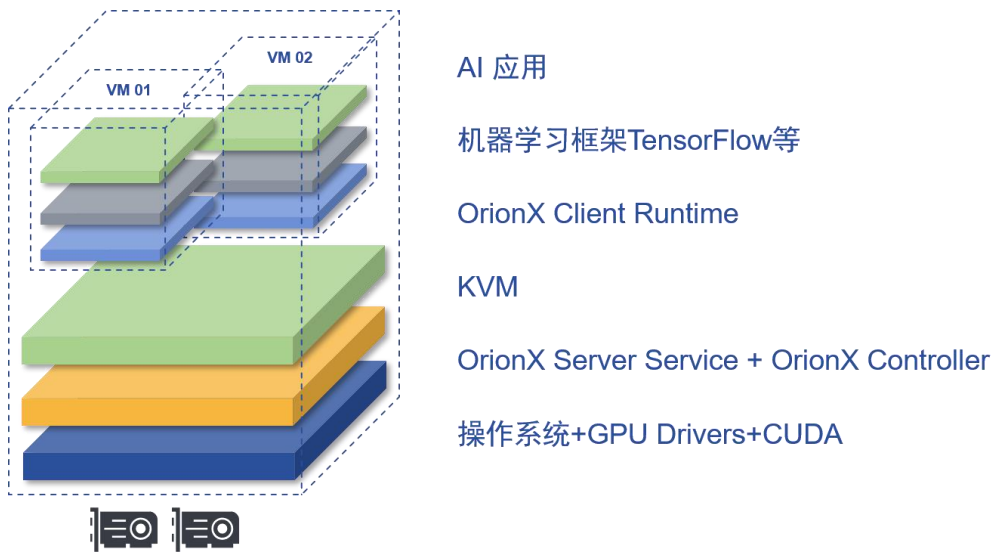 VM 01
VM 02
AI 应用
机器学习框架TensorFlow等
OrionX Client Runtime
KVM
OrionX Server Service + OrionX Controller
操作系统+GPU Drivers+CUDA